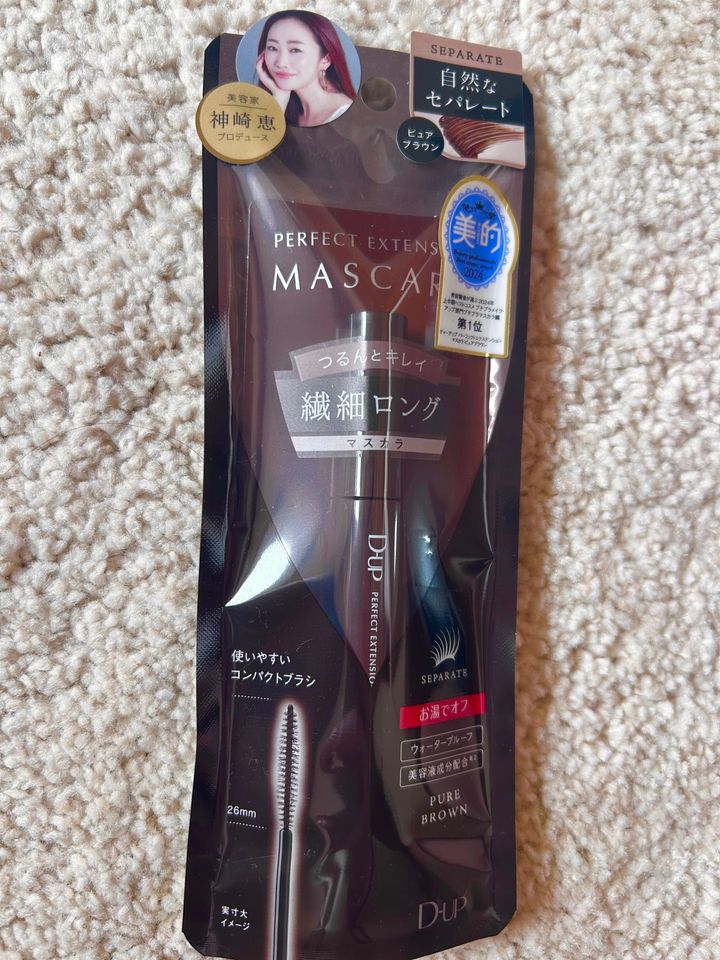 美容家
神崎 恵
プロデュース
SEPARATE
自然な
セパレート
ピュア
ブラウン
PERFECT EXTENS
MASCAR
美的
2024
第1位
つるんとキレイ
繊細ロング
マスカラ
D-UP PERFECT EXTENSION
使いやすい
コンパクトブラシ
26mm
実寸大
イメージ
SEPARATE
お湯でオフ
ウォータープルーフ
美容液成分配合※2
PURE
BROWN
D-UP